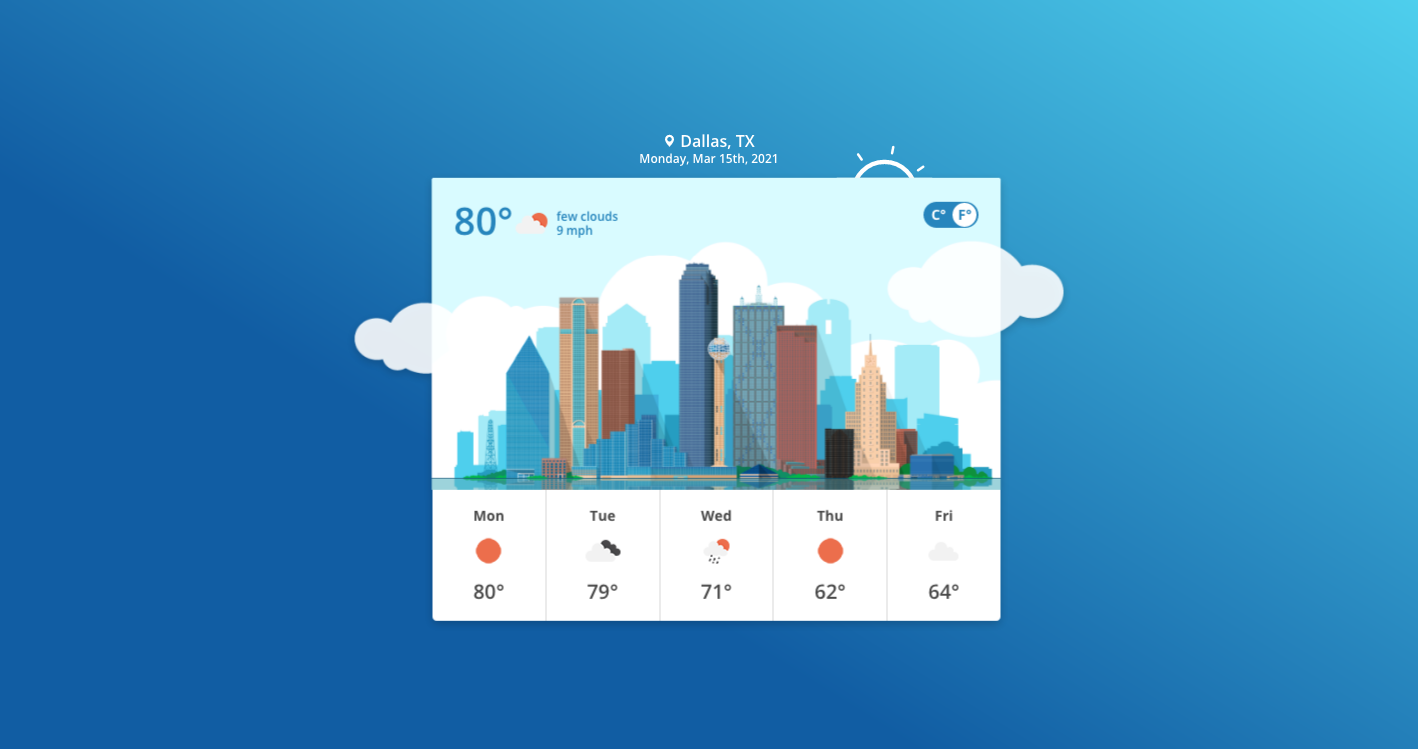 Dallas, TX
Monday, Mar 15th, 2021
80°
few clouds
9 mph
C° F°
Mon Tue Wed Thu Fri
80° 79° 71° 62° 64°